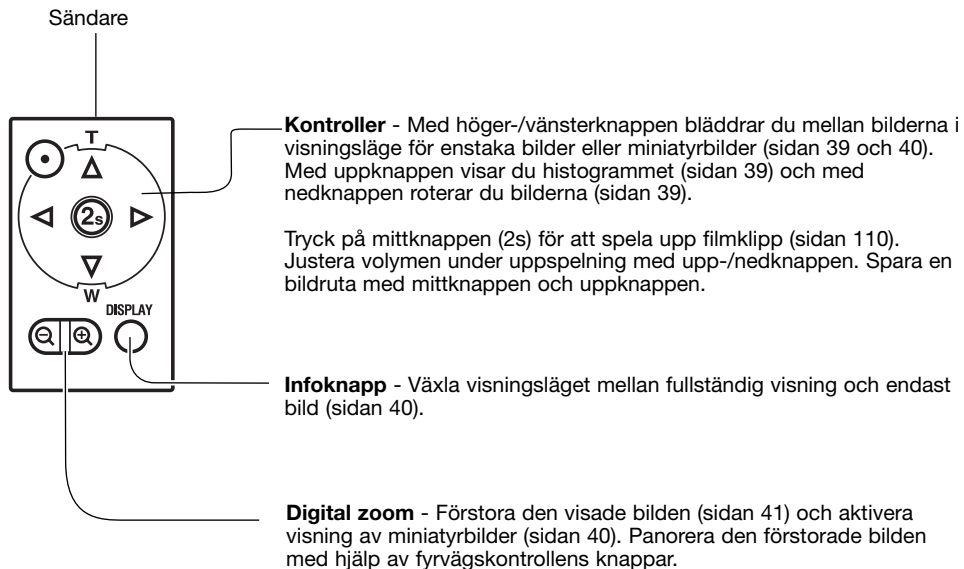 Sändare
Kontroller - Med höger-/vänsterknappen bläddrar du mellan bilderna i
visningsläge för enstaka bilder eller miniatyrbilder (sidan 39 och 40).
Med uppknappen visar du histogrammet (sidan 39) och med
nedknappen roterar du bilderna (sidan 39).
Tryck på mittknappen (2s) för att spela upp filmklipp (sidan 110).
Justera volymen under uppspelning med upp-/nedknappen. Spara en
bildruta med mittknappen och uppknappen.
T
2s
W
DISPLAY
Infoknapp - Växla visningsläget mellan fullständig visning och endast
bild (sidan 40).
Digital zoom - Förstora den visade bilden (sidan 41) och aktivera
visning av miniatyrbilder (sidan 40). Panorera den förstorade bilden
med hjälp av fyrvägskontrollens knappar.